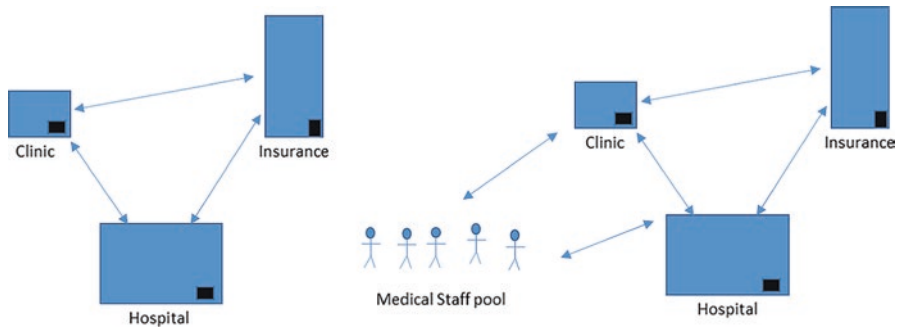 Clinic
Insurance
Hospital
Clinic
Insurance
Medical Staff pool
Hospital